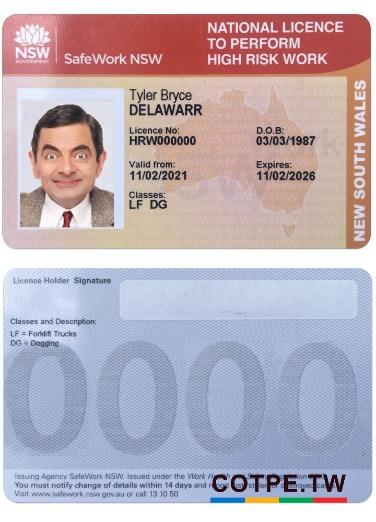 NSW
GOVERNMENT
SafeWork NSW
NATIONAL LICENCE
TO PERFORM
HIGH RISK WORK
Tyler Bryce
DELAWARR
Licence No:
HRW000000
D.O.B:
03/03/1987
Valid from:
11/02/2021
Expires:
11/02/2026
Classes:
LF DG
NEW SOUTH WALES
Licence Holder Signature
Classes and Description:
LF = Forklift Trucks
DG = Dogging
0000
Issuing Agency SafeWork NSW. Issued under the Work
You must notify change of details within 14 days and
Visit www.safework.nsw.gov.au or call 13 10 50
COTPE.TW